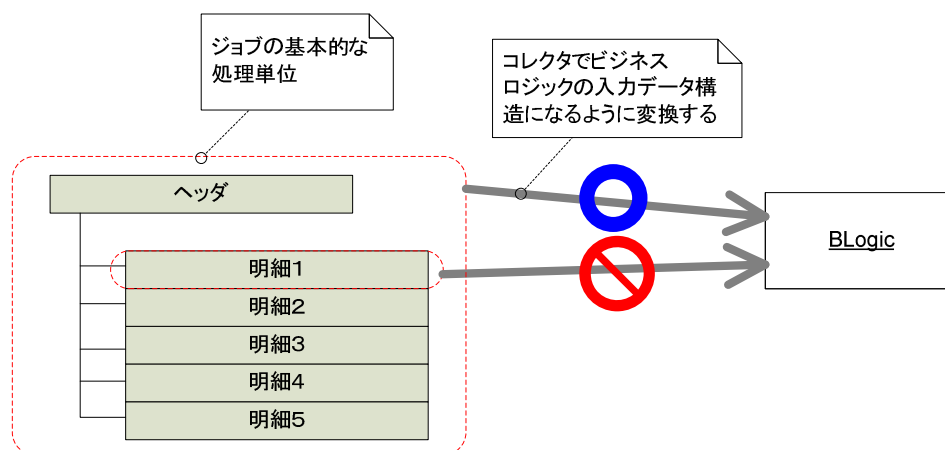 ジョブの基本的な
処理単位
コレクタでビジネス
ロジックの入力データ構
造になるように変換する
ヘッダ
BLogic
明細1
明細2
明細3
明細4
明細5